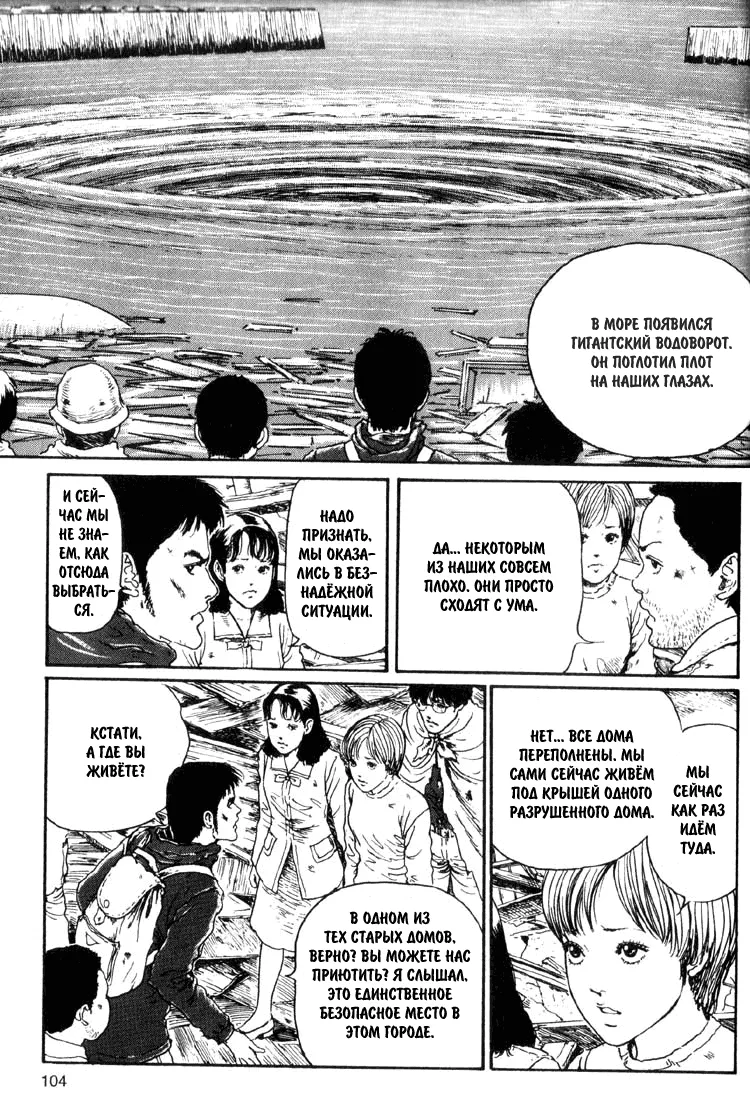 В МОРЕ ПОЯВИЛСЯ
ГИГАНТСКИЙ ВОДОВОРОТ.
ОН ПОГЛОТИЛ ПЛОТ
НА НАШИХ ГЛАЗАХ.
ДА... НЕКОТОРЫМ
ИЗ НАШИХ СОВСЕМ
ПЛОХО. ОНИ ПРОСТО
СХОДЯТ С УМА.
НАДО
ПРИЗНАТЬ,
МЫ ОКАЗА-
ЛИСЬ В БЕЗ-
НАДЁЖНОЙ
СИТУАЦИИ.
И СЕЙ-
ЧАС МЫ
НЕ ЗНА-
ЕМ, КАК
ОТСЮДА
ВЫБРАТЬ-
СЯ.
МЫ
СЕЙЧАС
КАК РАЗ
ИДЁМ
ТУДА.
НЕТ... ВСЕ ДОМА
ПЕРЕПОЛНЕНЫ. МЫ
САМИ СЕЙЧАС ЖИВЁМ
ПОД КРЫШЕЙ ОДНОГО
РАЗРУШЕННОГО ДОМА.
КСТАТИ,
А ГДЕ ВЫ
ЖИВЁТЕ?
В ОДНОМ ИЗ
ТЕХ СТАРЫХ ДОМОВ,
ВЕРНО? ВЫ МОЖЕТЕ НАС
ПРИЮТИТЬ? Я СЛЫШАЛ,
ЭТО ЕДИНСТВЕННОЕ
БЕЗОПАСНОЕ МЕСТО В
ЭТОМ ГОРОДЕ.
104